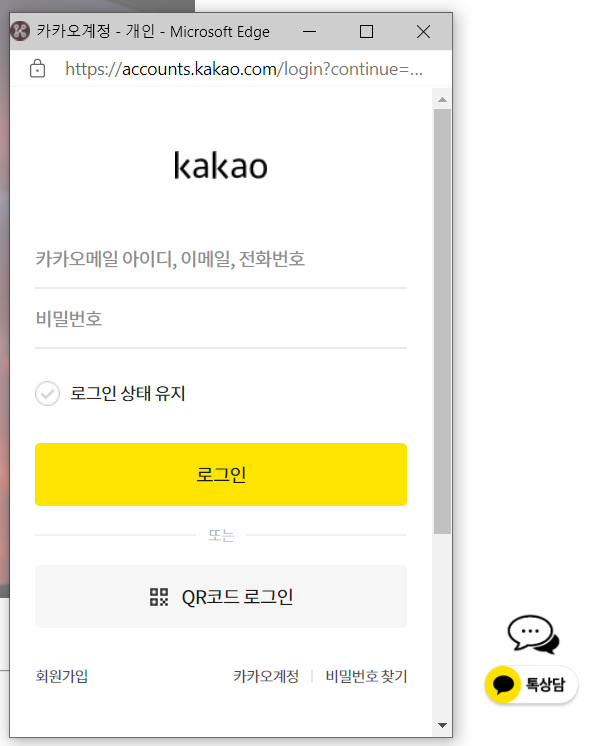 카카오계정 - 개인 - Microsoft Edge
https://accounts.kakao.com/login?continue=...
kakao
카카오메일 아이디, 이메일, 전화번호
비밀번호
로그인 상태 유지
로그인
또는
QR코드 로그인
회원가입 카카오계정 | 비밀번호 찾기
톡상담